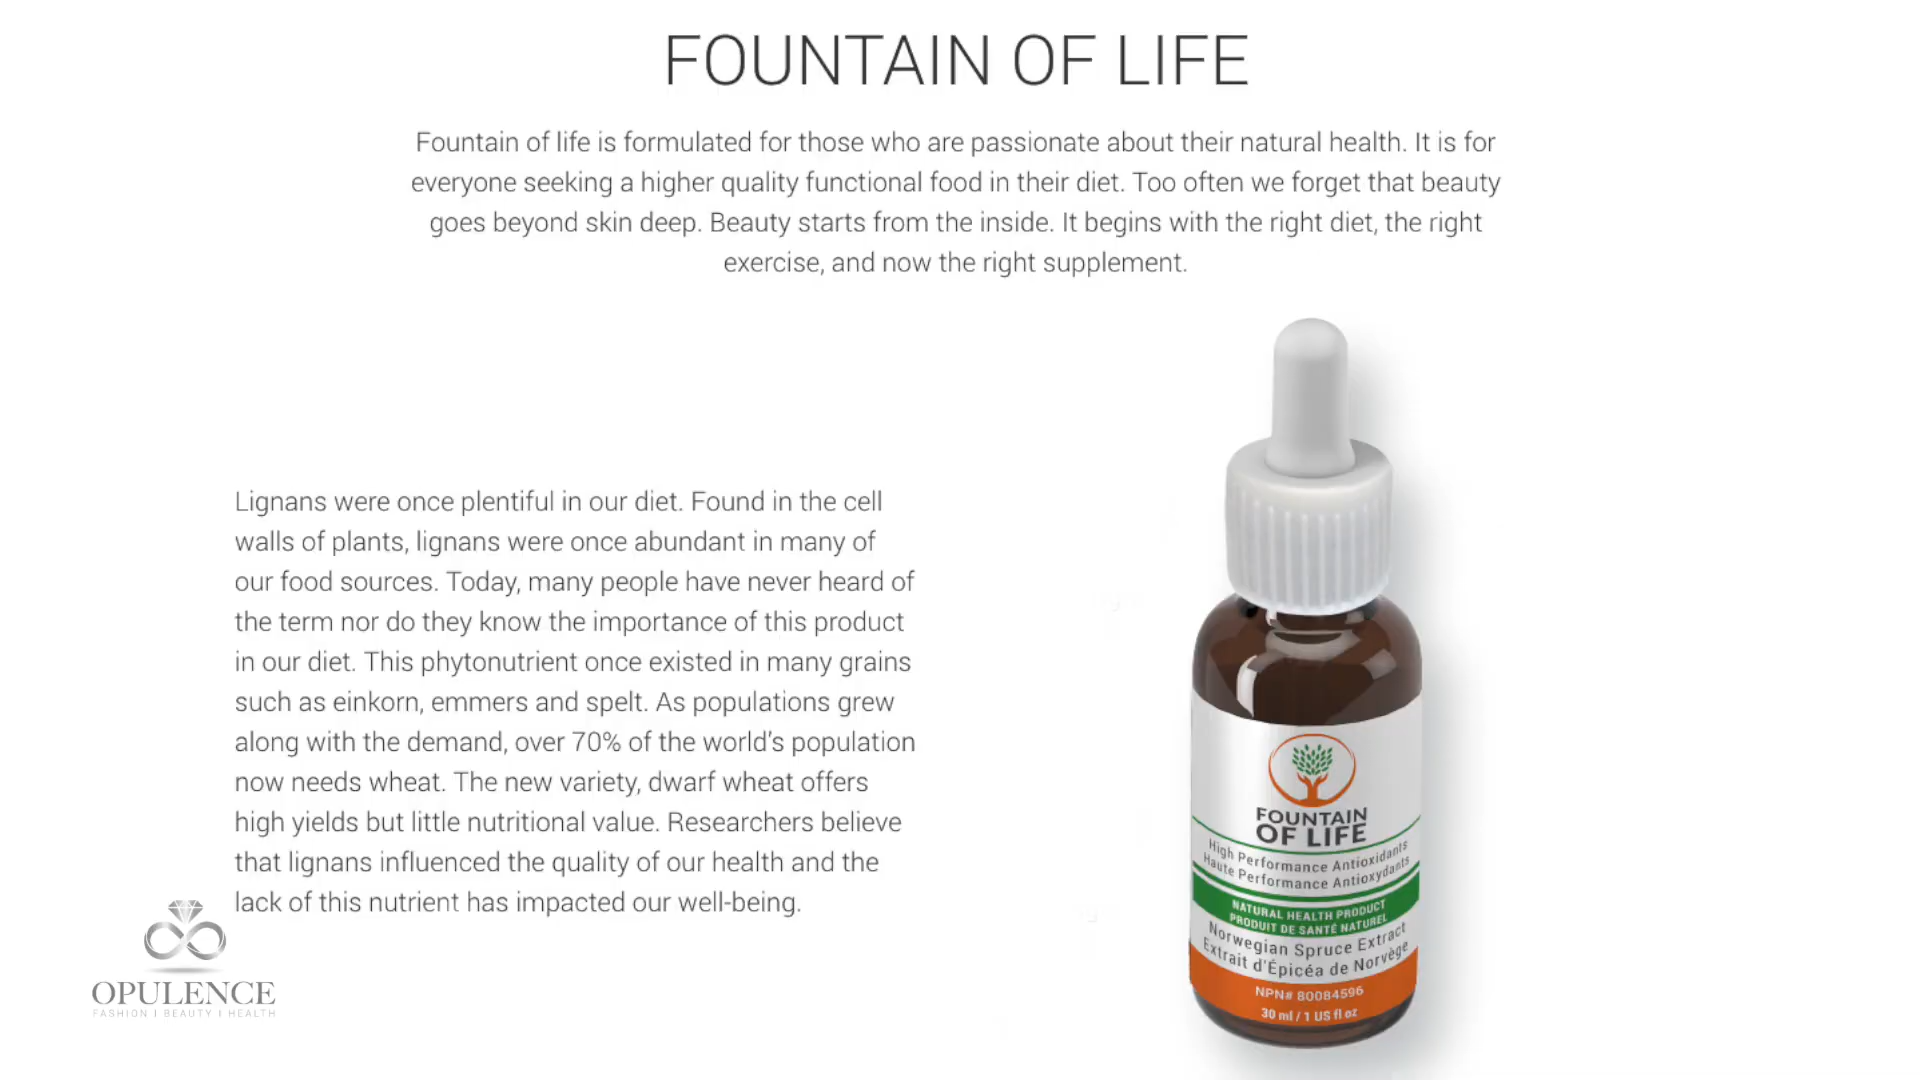 FOUNTAIN OF LIFE
Fountain of life is formulated for those who are passionate about their natural health. It is for
everyone seeking a higher quality functional food in their diet. Too often we forget that beauty
goes beyond skin deep. Beauty starts from the inside. It begins with the right diet, the right
exercise, and now the right supplement.
Lignans were once plentiful in our diet. Found in the cell
walls of plants, lignans were once abundant in many of
our food sources. Today, many people have never heard of
the term nor do they know the importance of this product
in our diet. This phytonutrient once existed in many grains
such as einkorn, emmers and spelt. As populations grew
along with the demand, over 70% of the world's population
now needs wheat. The new variety, dwarf wheat offers
high yields but little nutritional value. Researchers believe
that lignans influenced the quality of our health and the
lack of this nutrient has impacted our well-being.
OPULENCE
FASHION | BEAUTY | HEALTH
FOUNTAIN
OF LIFE
High Performance Antioxidants
Haute Performance Antioxydants
NATURAL HEALTH PRODUCT
PRODUIT DE SANTÉ NATUREL
Norwegian Spruce Extract
Extrait d'Épicéa de Norvège
NPN# 80084596
30 ml / 1 US fl oz